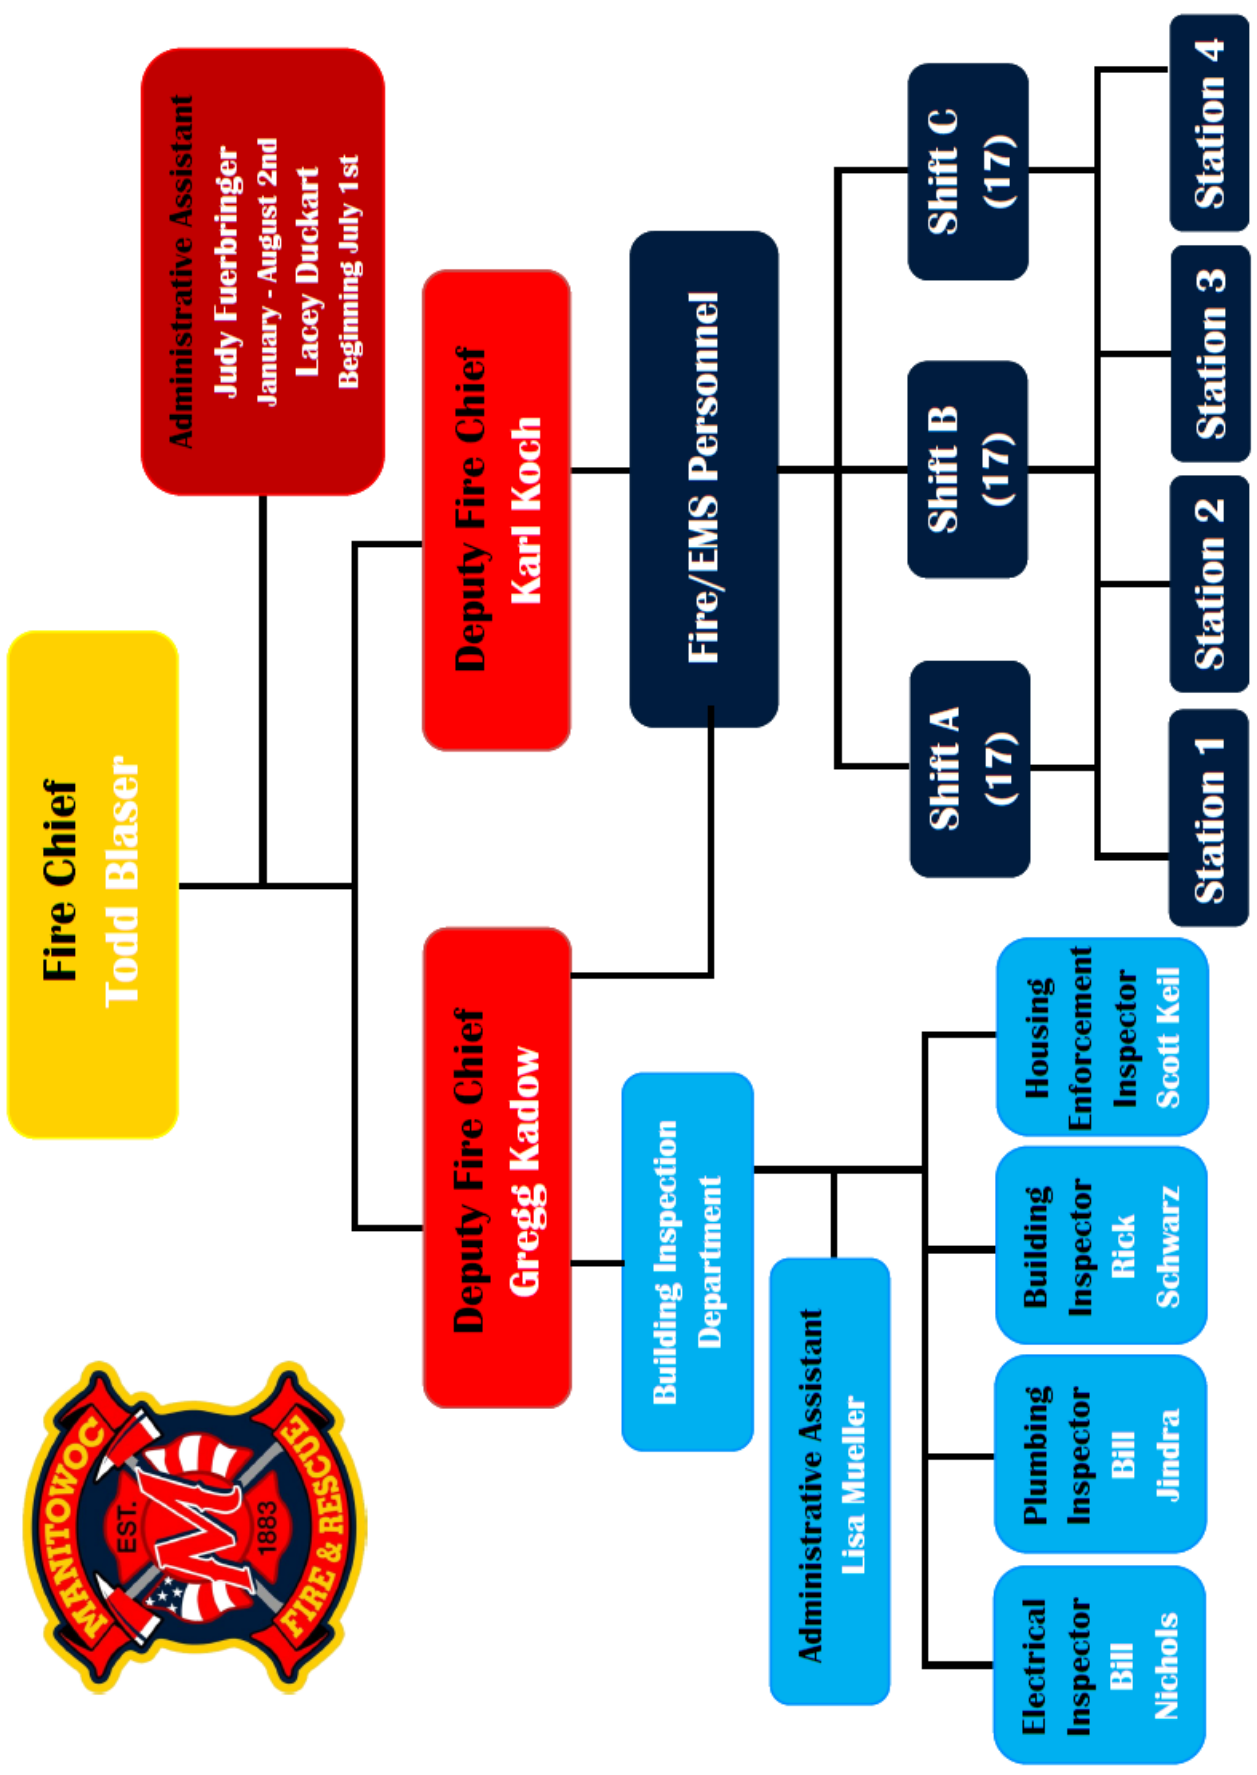 MANITOWOC
EST.
1883
FIRE & RESCUE
Fire Chief
Todd Blaser
Administrative Assistant
Judy Fuerbringer
January - August 2nd
Lacey Duckart
Beginning July 1st
Deputy Fire Chief
Gregg Kadow
Deputy Fire Chief
Karl Koch
Building Inspection
Department
Fire/EMS Personnel
Administrative Assistant
Lisa Mueller
Shift A
(17)
Shift B
(17)
Shift C
(17)
Electrical
Inspector
Bill
Nichols
Plumbing
Inspector
Bill
Jindra
Building
Inspector
Rick
Schwarz
Housing
Enforcement
Inspector
Scott Keil
Station 1
Station 2
Station 3
Station 4